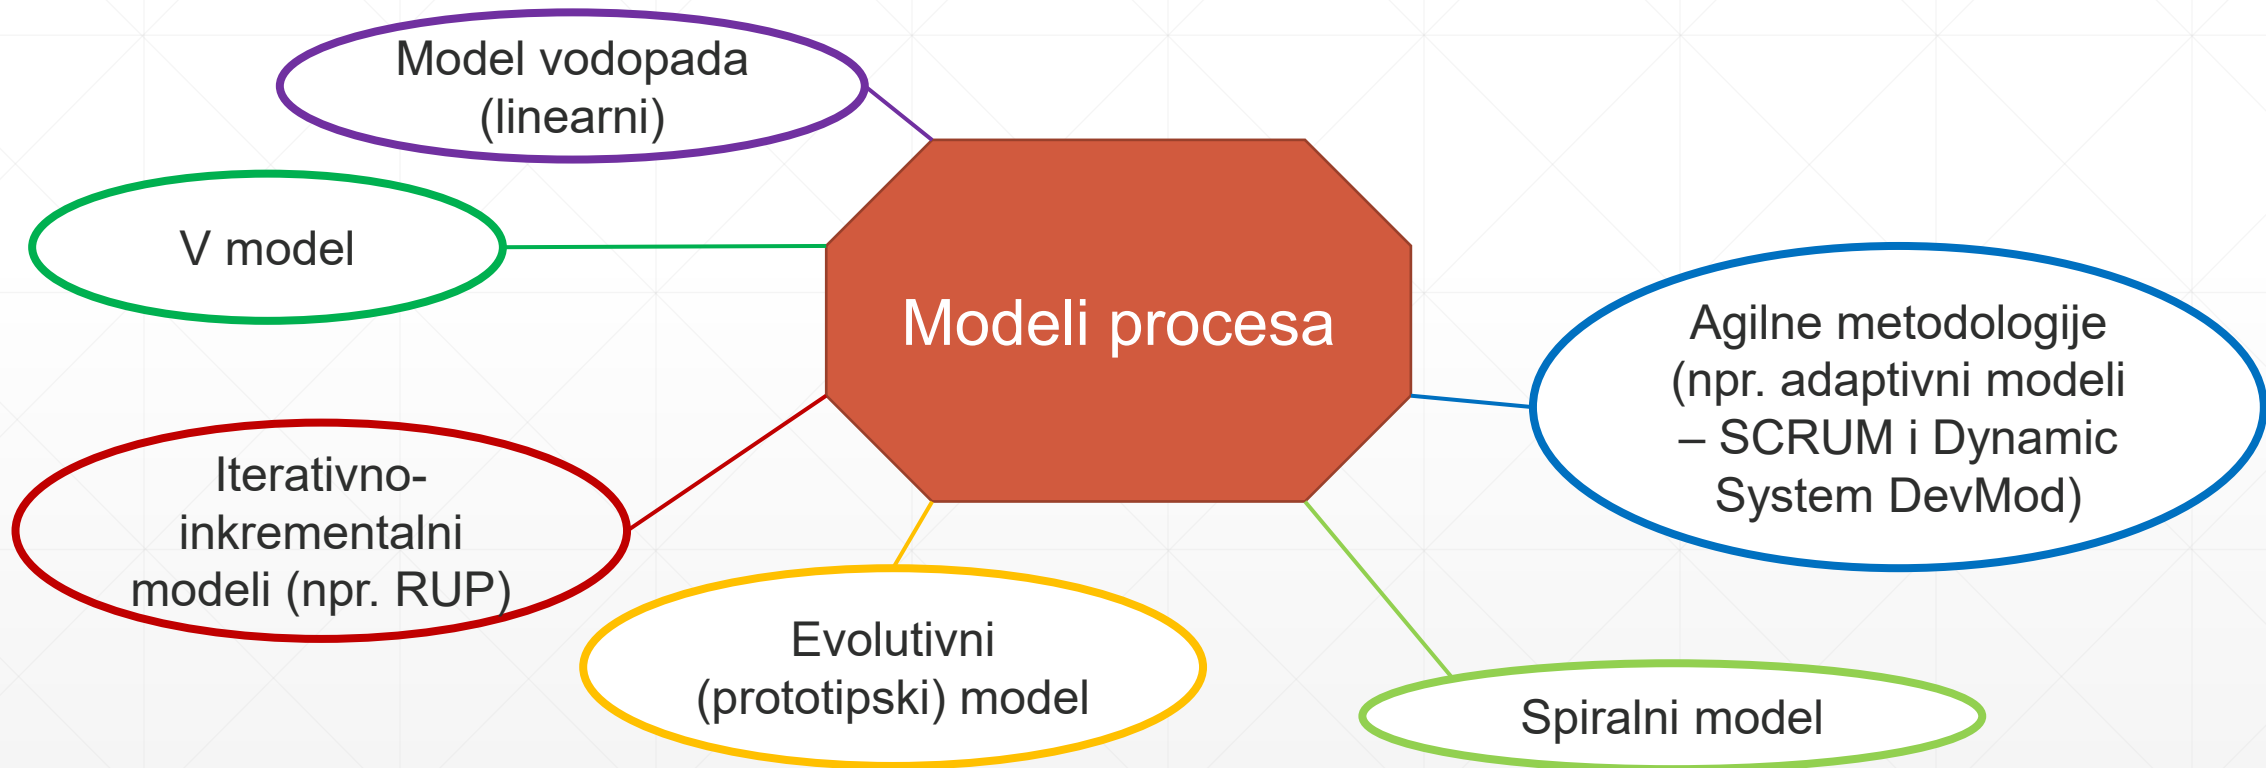 Model vodopada
(linearni)
V model
Modeli procesa
Agilne metodologije
(npr. adaptivni modeli
– SCRUM i Dynamic
System DevMod)
Iterativno-
inkrementalni
modeli (npr. RUP)
Evolutivni
(prototipski) model
Spiralni model